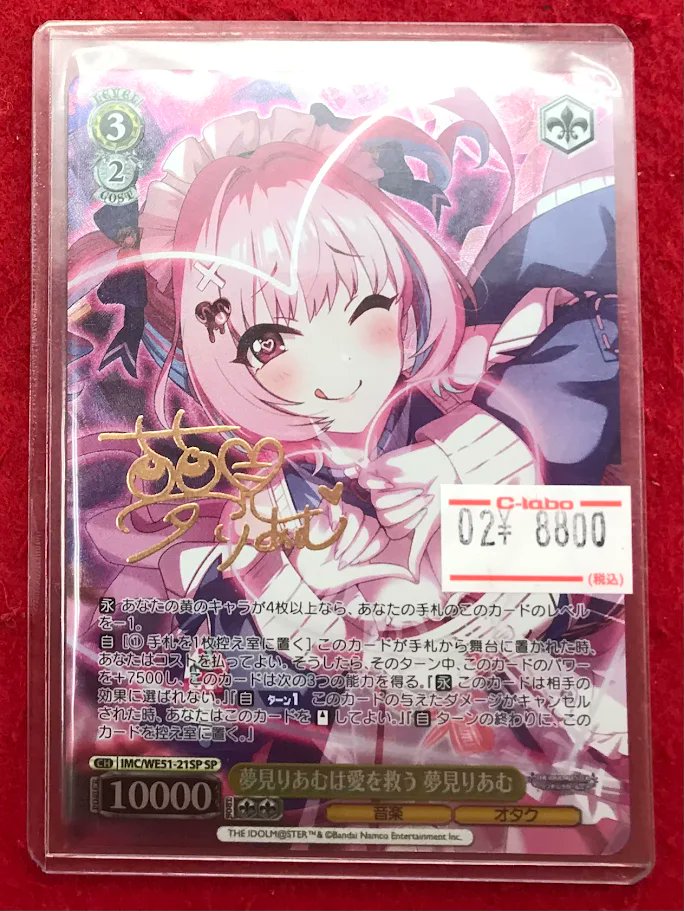 LEVEL
3
2
COST
夢見りあむ
C-labo
02¥ 8800
(税込)
永 あなたの黄のキャラが4枚以上なら、あなたの手札のこのカードのレベル
を-1。
自 [① 手札を1枚控え室に置く] このカードが手札から舞台に置かれた時、
あなたはコストを払ってよい。そうしたら、そのターン中、このカードのパワー
を+7500し、このカードは次の3つの能力を得る。『永 このカードは相手の
効果に選ばれない。』『自 ターン1 このカードの与えたダメージがキャンセル
された時、あなたはこのカードを してよい。』『自 ターンの終わりに、この
カードを控え室に置く。』
CH IMC/WE51-21SP SP
夢見りあむは愛を救う 夢見りあむ
10000
音楽 オタク
THE IDOLM@STER™& ©Bandai Namco Entertainment Inc.